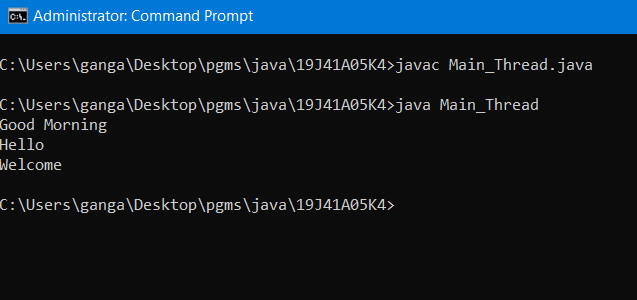 Administrator: Command Prompt
C:\Users\ganga\Desktop\pgms\java\19J41A05K4>javac Main_Thread.java
C:\Users\ganga\Desktop\pgms\java\19J41A05K4>java Main_Thread
Good Morning
Hello
Welcome
C:\Users\ganga\Desktop\pgms\java\19J41A05K4>